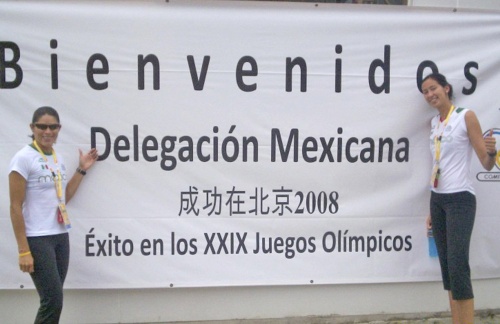 Bienvenidos
Delegación Mexicana
成功在北京2008
Éxito en los XXIX Juegos Olímpicos